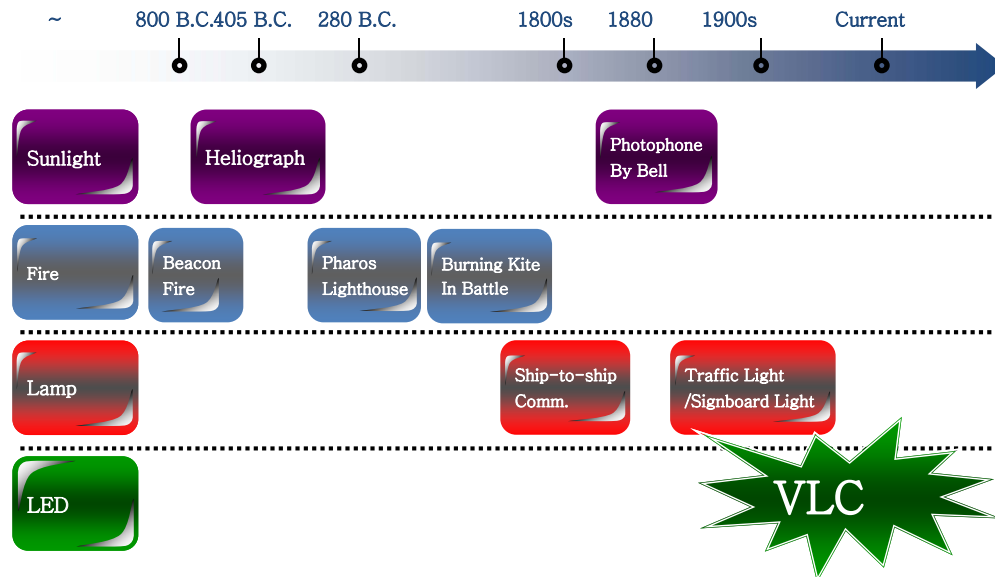 ~ 800 B.C. 405 B.C. 280 B.C. 1800s 1880 1900s Current
Sunlight
Heliograph
Photophone
By Bell
Fire
Beacon
Fire
Pharos
Lighthouse
Burning Kite
In Battle
Lamp
Ship-to-ship
Comm.
Traffic Light
/Signboard Light
LED
VLC